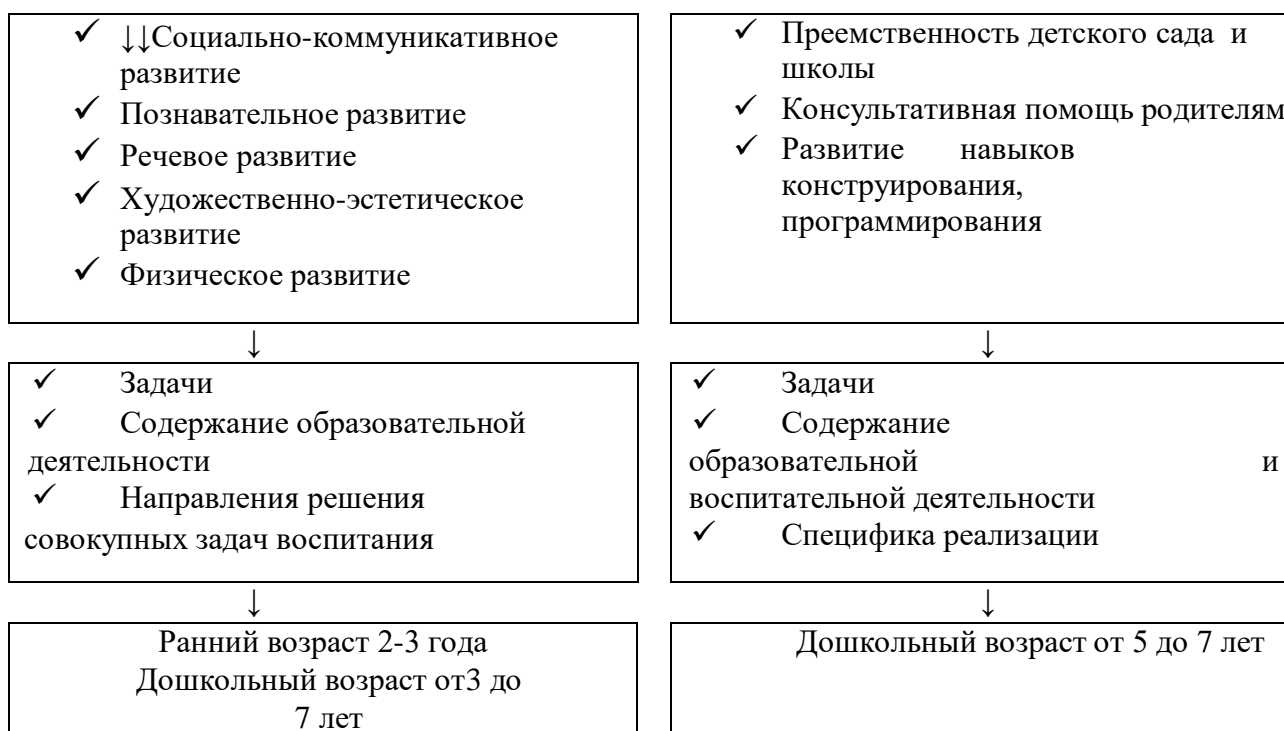 ✓ ↓↓Социально-коммуникативное
развитие
✓ Познавательное развитие
✓ Речевое развитие
✓ Художественно-эстетическое
развитие
✓ Физическое развитие
✓ Преемственность детского сада и
школы
✓ Консультативная помощь родителям
✓ Развитие навыков
конструирования,
программирования
↓
↓
✓ Задачи
✓ Содержание образовательной
деятельности
✓ Направления решения
совокупных задач воспитания
✓ Задачи
✓ Содержание
образовательной и
воспитательной деятельности
✓ Специфика реализации
↓
↓
Ранний возраст 2-3 года
Дошкольный возраст от3 до
7 лет
Дошкольный возраст от 5 до 7 лет